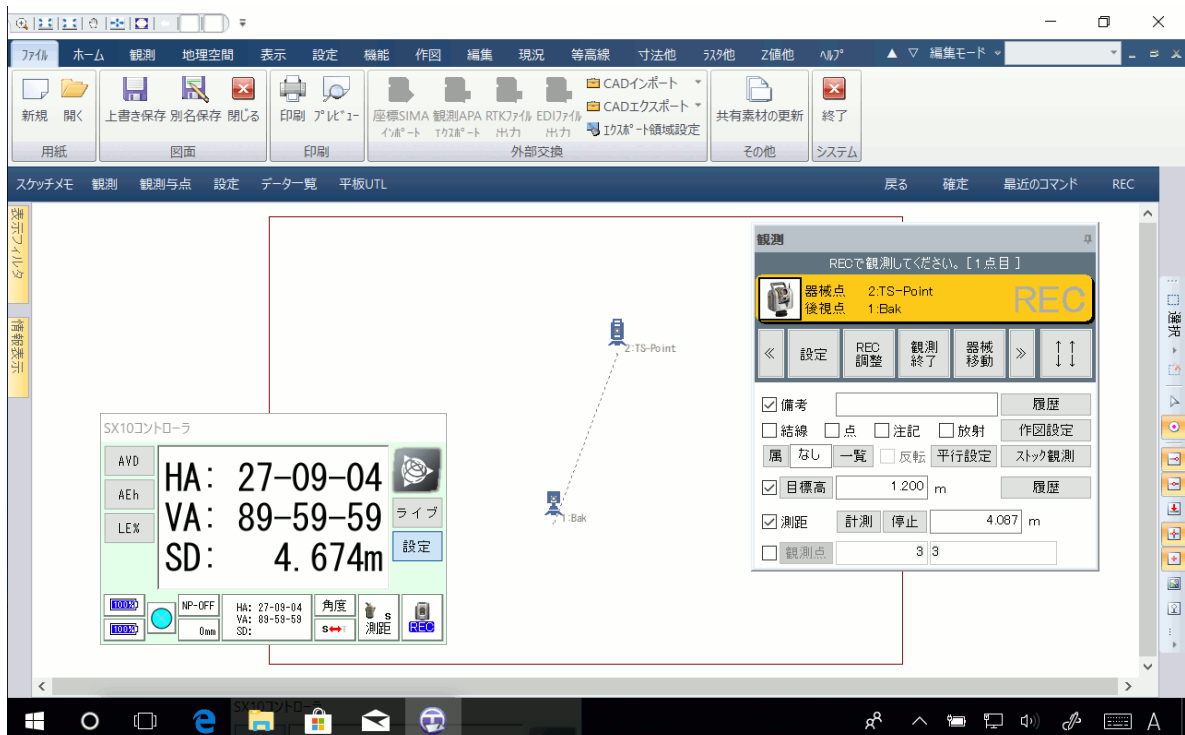 ﾌｧｲﾙ ホーム 観測 地理空間 表示 設定 機能 作図 編集 現況 等高線 寸法他 ﾗｽﾀ他 Z値他 ﾍﾙﾌﾟ ▲ ▽ 編集モード
新規 開く 上書き保存 別名保存 閉じる 印刷 ﾌﾟﾚﾋﾞｭｰ
座標SIMA ｲﾝﾎﾟｰﾄ
観測APA ｴｸｽﾎﾟｰﾄ
RTKﾌｧｲﾙ 出力
EDIﾌｧｲﾙ 出力
CADインポート
CADエクスポート
ｴｸｽﾎﾟｰﾄ領域設定
共有素材の更新 終了
用紙 図面 印刷 外部交換 その他 システム
スケッチメモ 観測 観測与点 設定 データ一覧 平板UTL 戻る 確定 最近のコマンド REC
表示フィルタ
情報表示
2:TS-Point
1:Bak
観測
RECで観測してください。[1点目]
器械点 2:TS-Point
後視点 1:Bak
REC
≪ 設定 REC調整 観測終了 器械移動 ≫ ↑↑↓↓
備考 履歴
結線 点 注記 放射 作図設定
属 なし 一覧 反転 平行設定 ｽﾄｯｸ観測
目標高 1.200 m 履歴
測距 計測 停止 4.087 m
観測点 3 3
選択
SX10コントローラ
AVD
AEh
LE%
HA: 27-09-04
VA: 89-59-59
SD: 4.674m
ライブ
設定
100%
100%
NP-OFF
0mm
HA: 27-09-04
VA: 89-59-59
SD:
角度
S↔T
S
測距
REC
SX10コントローラ
A